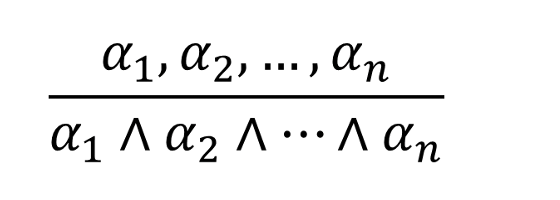 α₁, α₂, …, αₙ
α₁ ∧ α₂ ∧ ⋯ ∧ αₙ